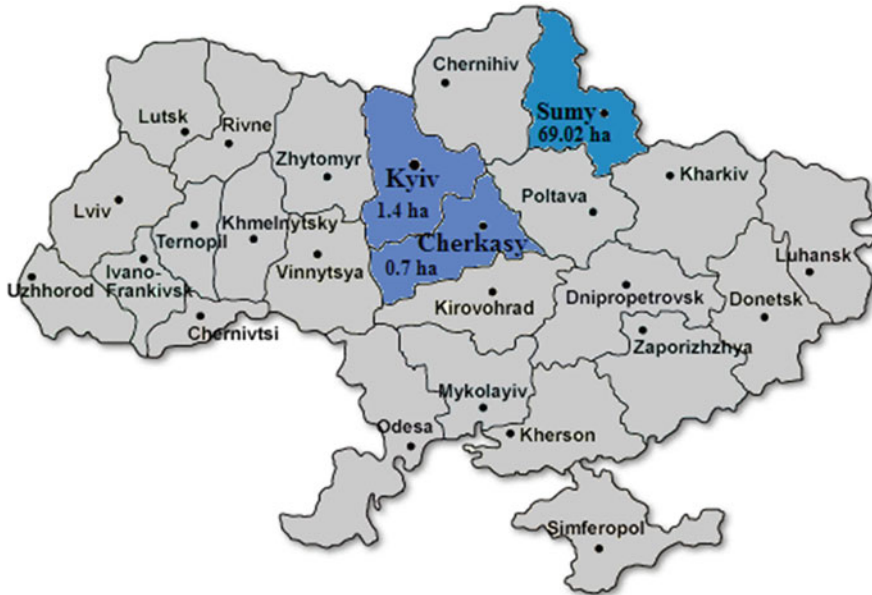 Chernihiv
Sumy
69.02 ha
Lutsk
Rivne
Zhytomyr
Kyiv
1.4 ha
Kharkiv
Poltava
Lviv
Ternopil
Khmelnytsky
Cherkasy
0.7 ha
Vinnytsya
Luhansk
Uzhhorod
Ivano-
Frankivsk
Kirovohrad
Dnipropetrovsk
Donetsk
Chernivtsi
Zaporizhzhya
Mykolayiv
Odesa
Kherson
Simferopol